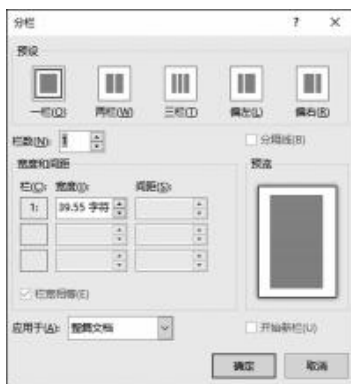 分栏 ? ×
预设
一栏(O) 两栏(W) 三栏(T) 偏左(L) 偏右(R)
栏数(N): 1 分隔线(B)
宽度和间距 预览
栏(C): 宽度(I): 间距(S):
1: 39.55 字符
栏宽相等(E)
应用于(A): 整篇文档 开始新栏(U)
确定 取消